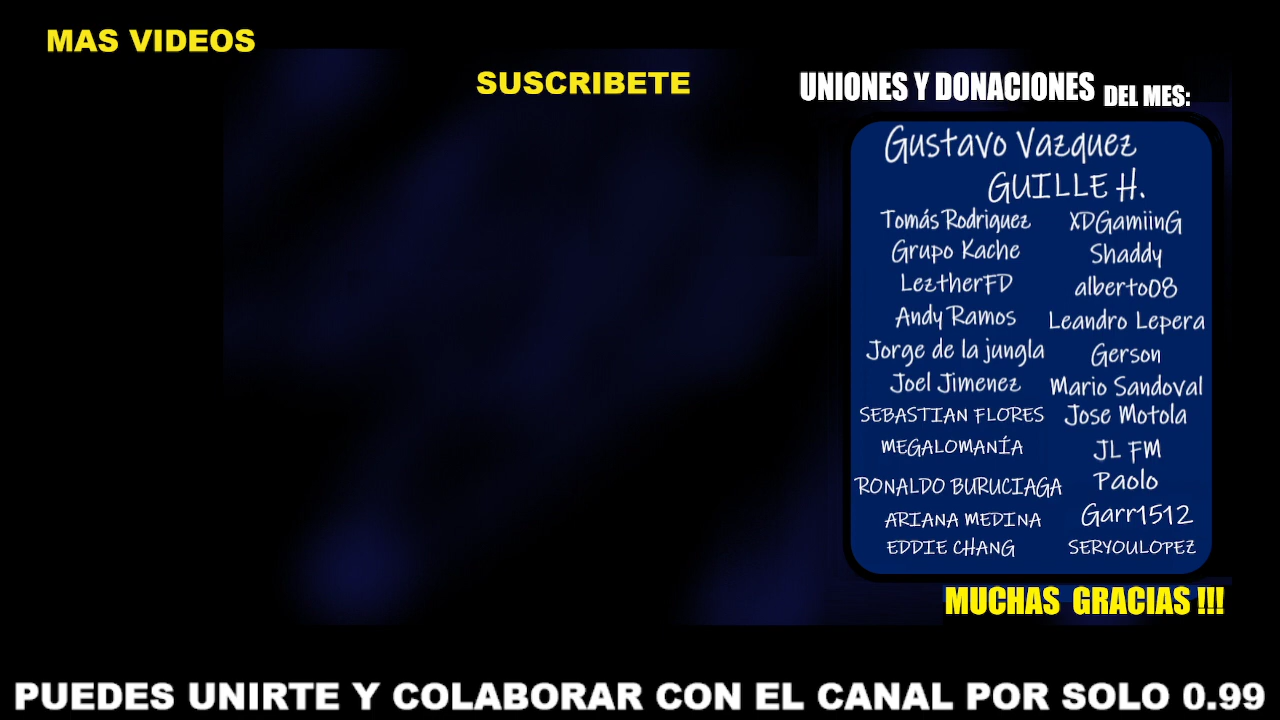 MAS VIDEOS
SUSCRIBETE
UNIONES Y DONACIONES DEL MES:
Gustavo Vazquez
GUILLE H.
Tomás Rodriguez XDGamiinG
Grupo Kache Shaddy
LeztherFD alberto08
Andy Ramos Leandro Lepera
Jorge de la jungla Gerson
Joel Jimenez Mario Sandoval
SEBASTIAN FLORES Jose Motola
MEGALOMANÍA JL FM
RONALDO BURUCIAGA Paolo
ARIANA MEDINA Garr1512
EDDIE CHANG SERYOULOPEZ
MUCHAS GRACIAS !!!
PUEDES UNIRTE Y COLABORAR CON EL CANAL POR SOLO 0.99